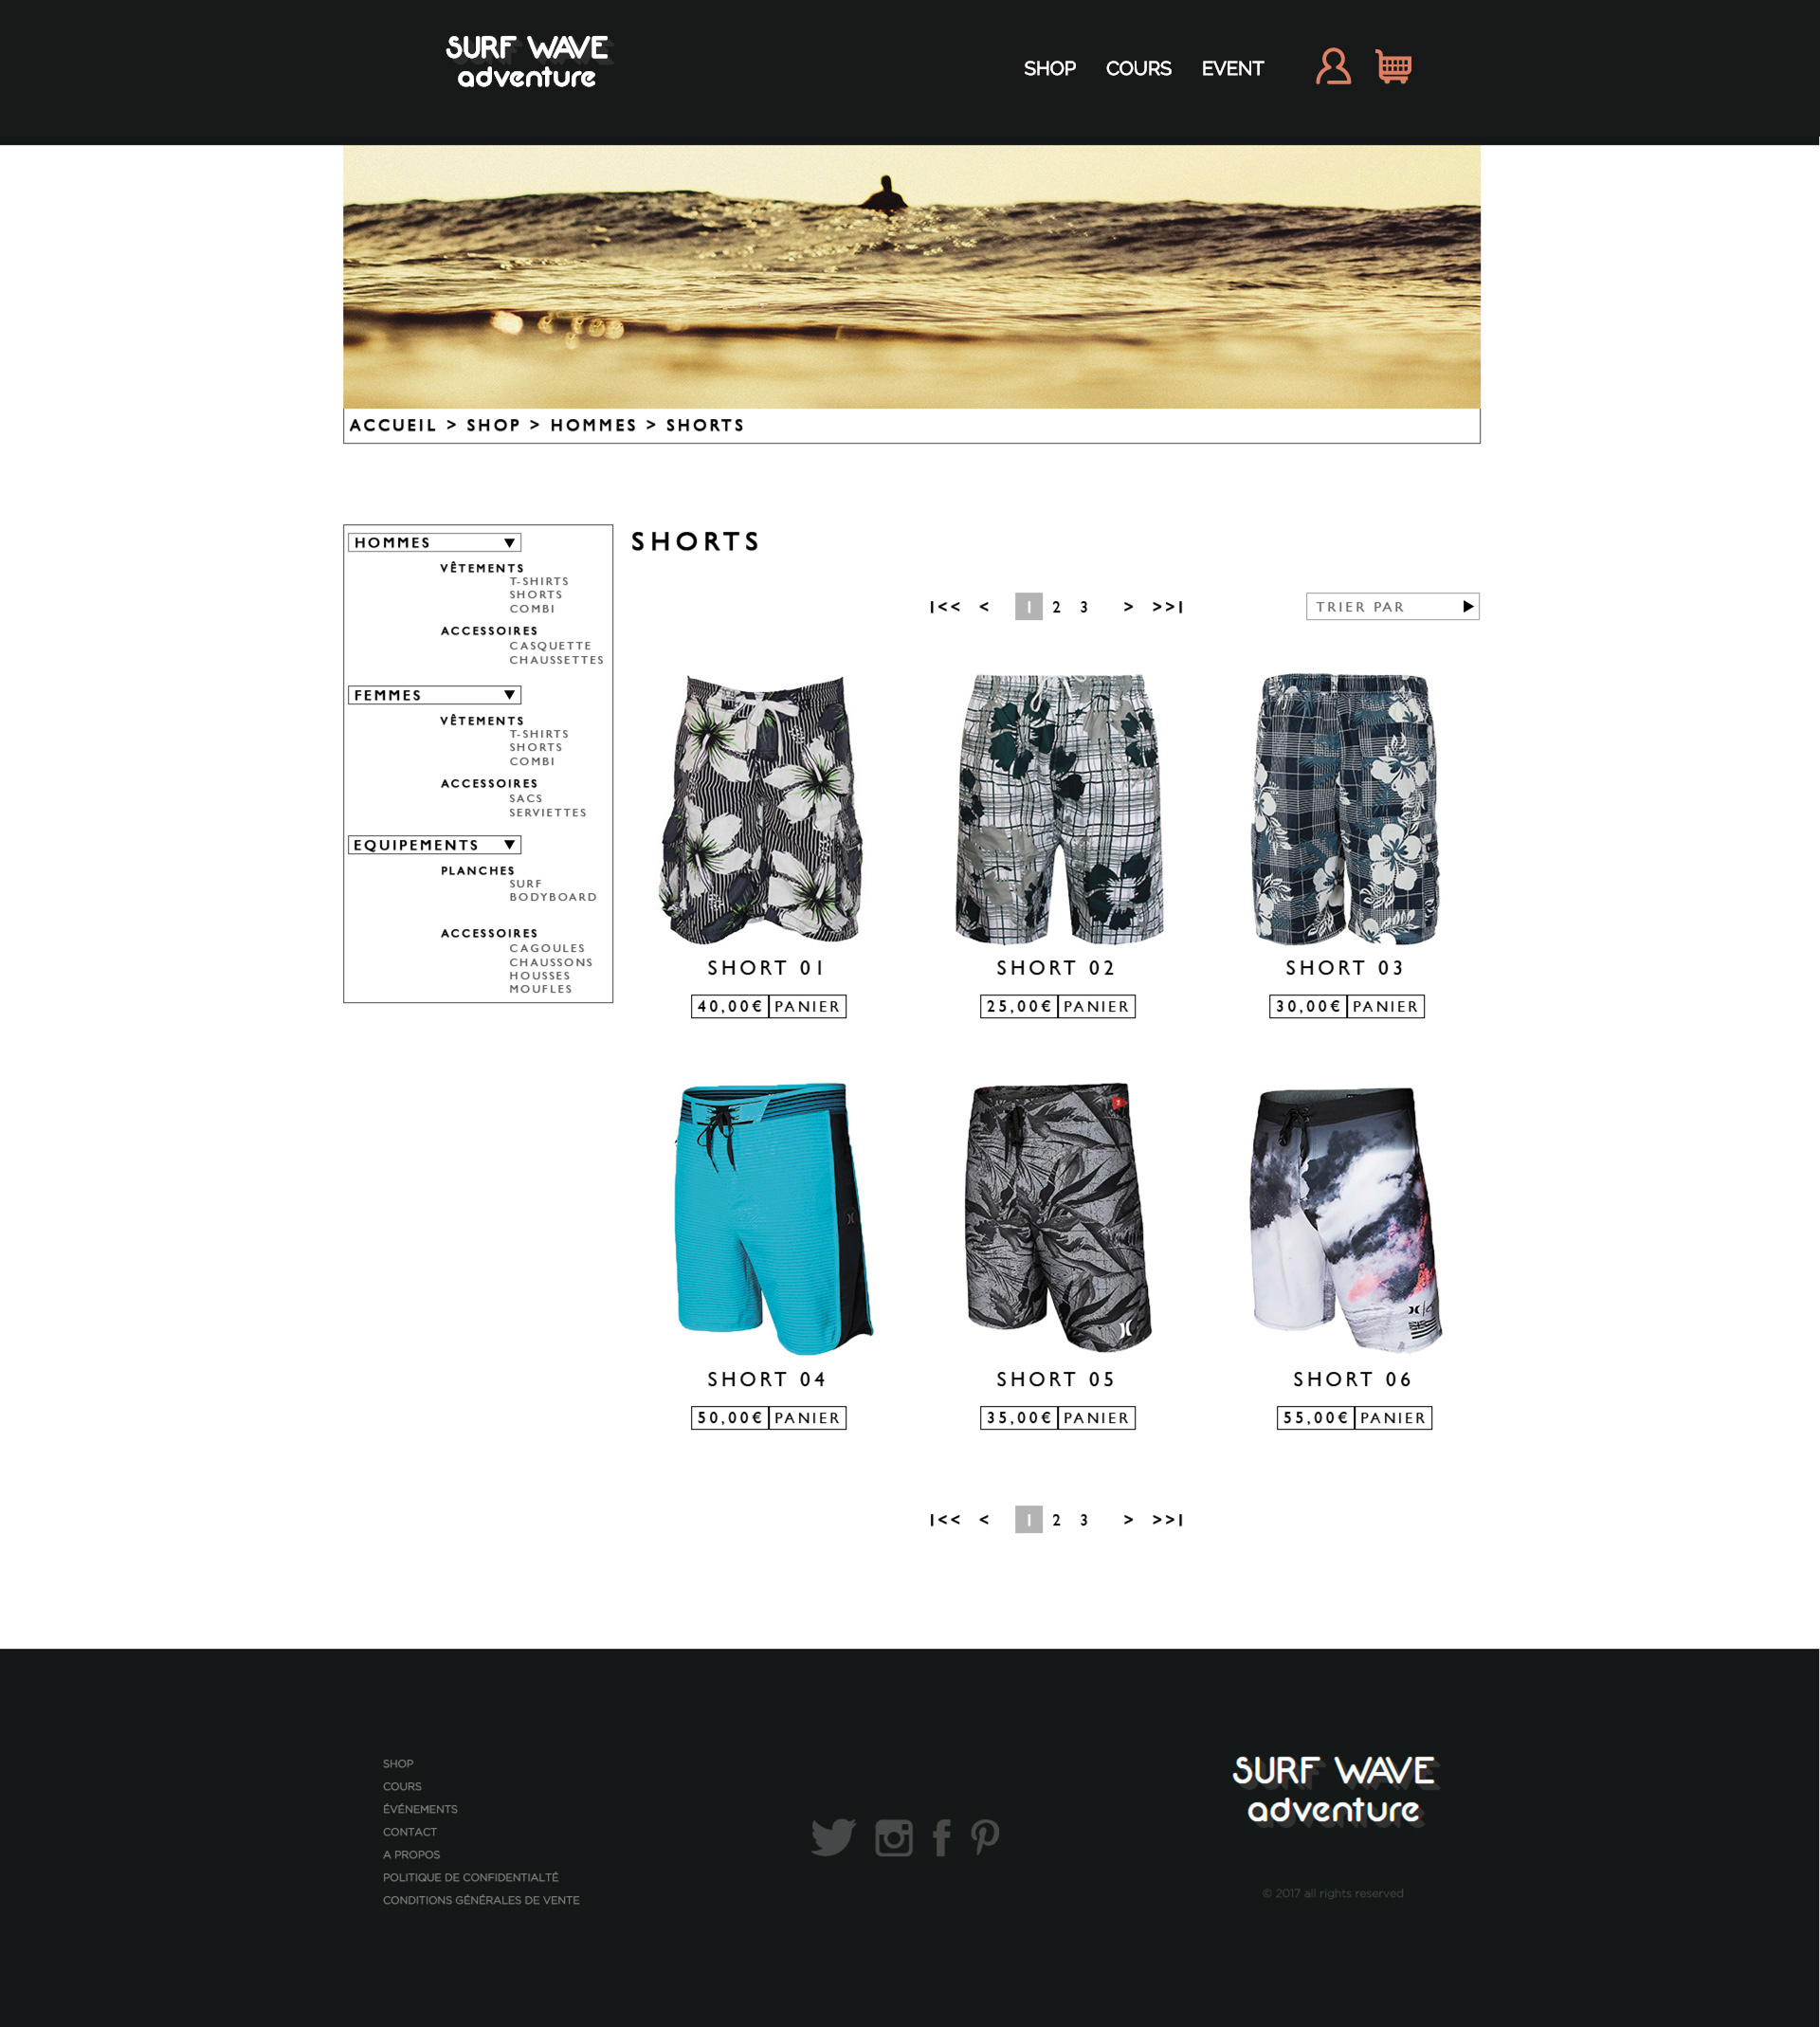 SURF WAVE
adventure
SHOP COURS EVENT
ACCUEIL > SHOP > HOMMES > SHORTS
HOMMES
VÊTEMENTS
T-SHIRTS
SHORTS
COMBI
ACCESSOIRES
CASQUETTE
CHAUSSETTES
FEMMES
VÊTEMENTS
T-SHIRTS
SHORTS
COMBI
ACCESSOIRES
SACS
SERVIETTES
EQUIPEMENTS
PLANCHES
SURF
BODYBOARD
ACCESSOIRES
CAGOULES
CHAUSSONS
HOUSSES
MOUFLES
SHORTS
I<< < 1 2 3 > >>I
TRIER PAR
SHORT 01
40,00€ PANIER
SHORT 02
25,00€ PANIER
SHORT 03
30,00€ PANIER
SHORT 04
50,00€ PANIER
SHORT 05
35,00€ PANIER
SHORT 06
55,00€ PANIER
I<< < 1 2 3 > >>I
SHOP
COURS
ÉVÉNEMENTS
CONTACT
A PROPOS
POLITIQUE DE CONFIDENTIALTÉ
CONDITIONS GÉNÉRALES DE VENTE
SURF WAVE
adventure
© 2017 all rights reserved